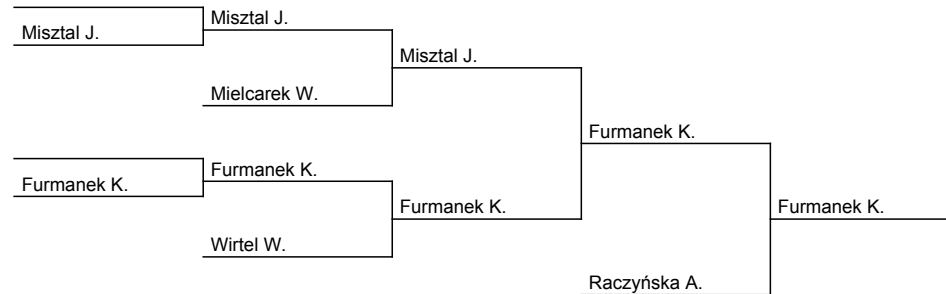 Misztal J.
Misztal J.
Misztal J.
Mielcarek W.
Furmanek K.
Furmanek K.
Furmanek K.
Furmanek K.
Furmanek K.
Wirtel W.
Raczyńska A.